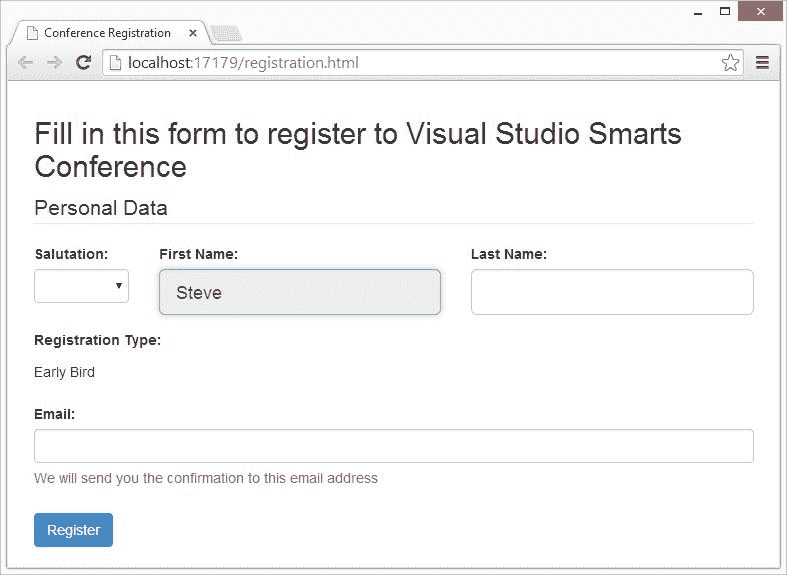 Conference Registration
localhost:17179/registration.html
Fill in this form to register to Visual Studio Smarts
Conference
Personal Data
Salutation: First Name: Last Name:
Steve
Registration Type:
Early Bird
Email:
We will send you the confirmation to this email address
Register